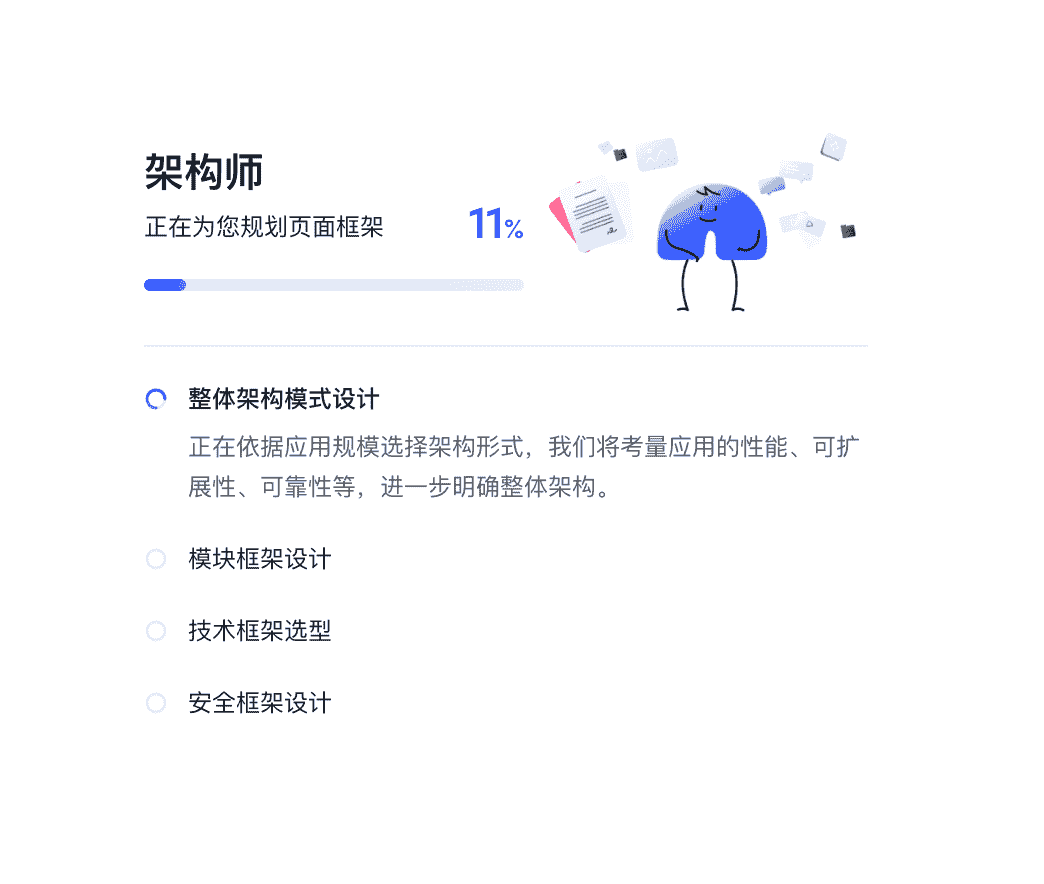 架构师
正在为您规划页面框架
11%
整体架构模式设计
正在依据应用规模选择架构形式，我们将考量应用的性能、可扩
展性、可靠性等，进一步明确整体架构。
模块框架设计
技术框架选型
安全框架设计